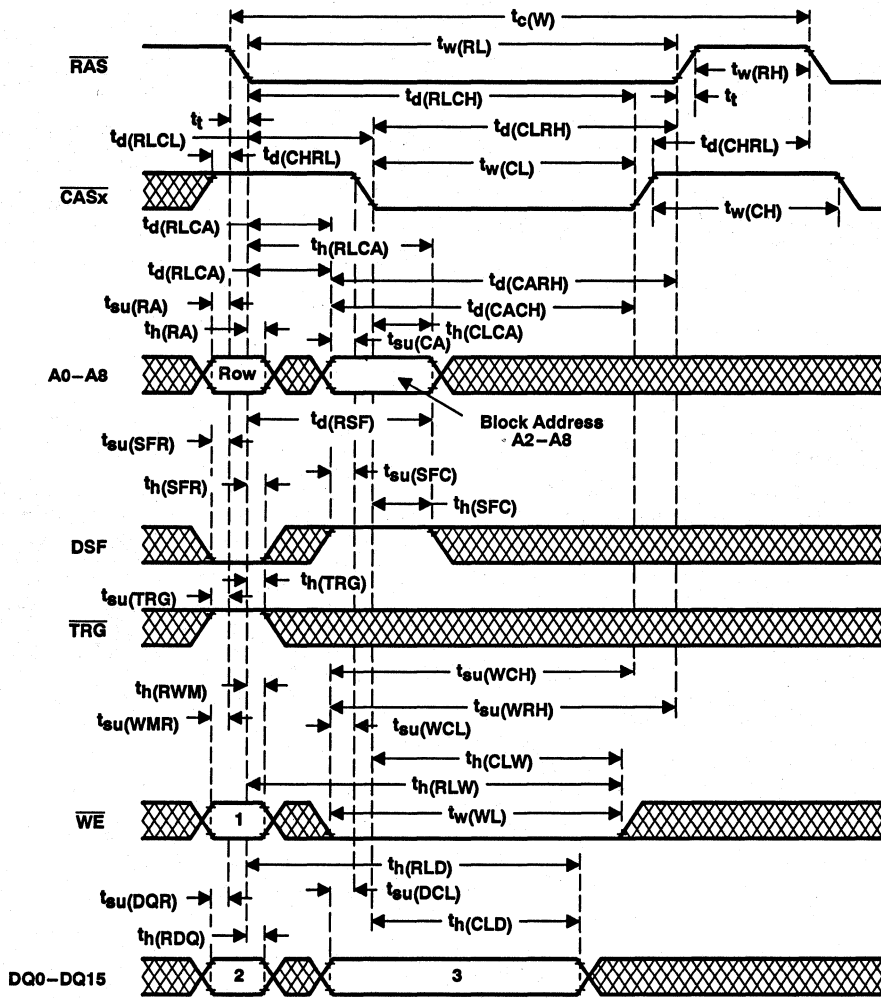 tc(W)
tw(RL)
RAS
tw(RH)
td(RLCH)
tt
tt
td(CLRH)
td(RLCL)
td(CHRL)
td(CHRL)
tw(CL)
CASx
tw(CH)
td(RLCA)
th(RLCA)
td(RLCA)
td(CARH)
tsu(RA)
td(CACH)
th(RA)
th(CLCA)
tsu(CA)
A0–A8
Row
Block Address
A2–A8
td(RSF)
tsu(SFR)
tsu(SFC)
th(SFR)
th(SFC)
DSF
th(TRG)
tsu(TRG)
TRG
tsu(WCH)
th(RWM)
tsu(WRH)
tsu(WMR)
tsu(WCL)
th(CLW)
th(RLW)
WE
1
tw(WL)
th(RLD)
tsu(DQR)
tsu(DCL)
th(CLD)
th(RDQ)
DQ0–DQ15
2
3